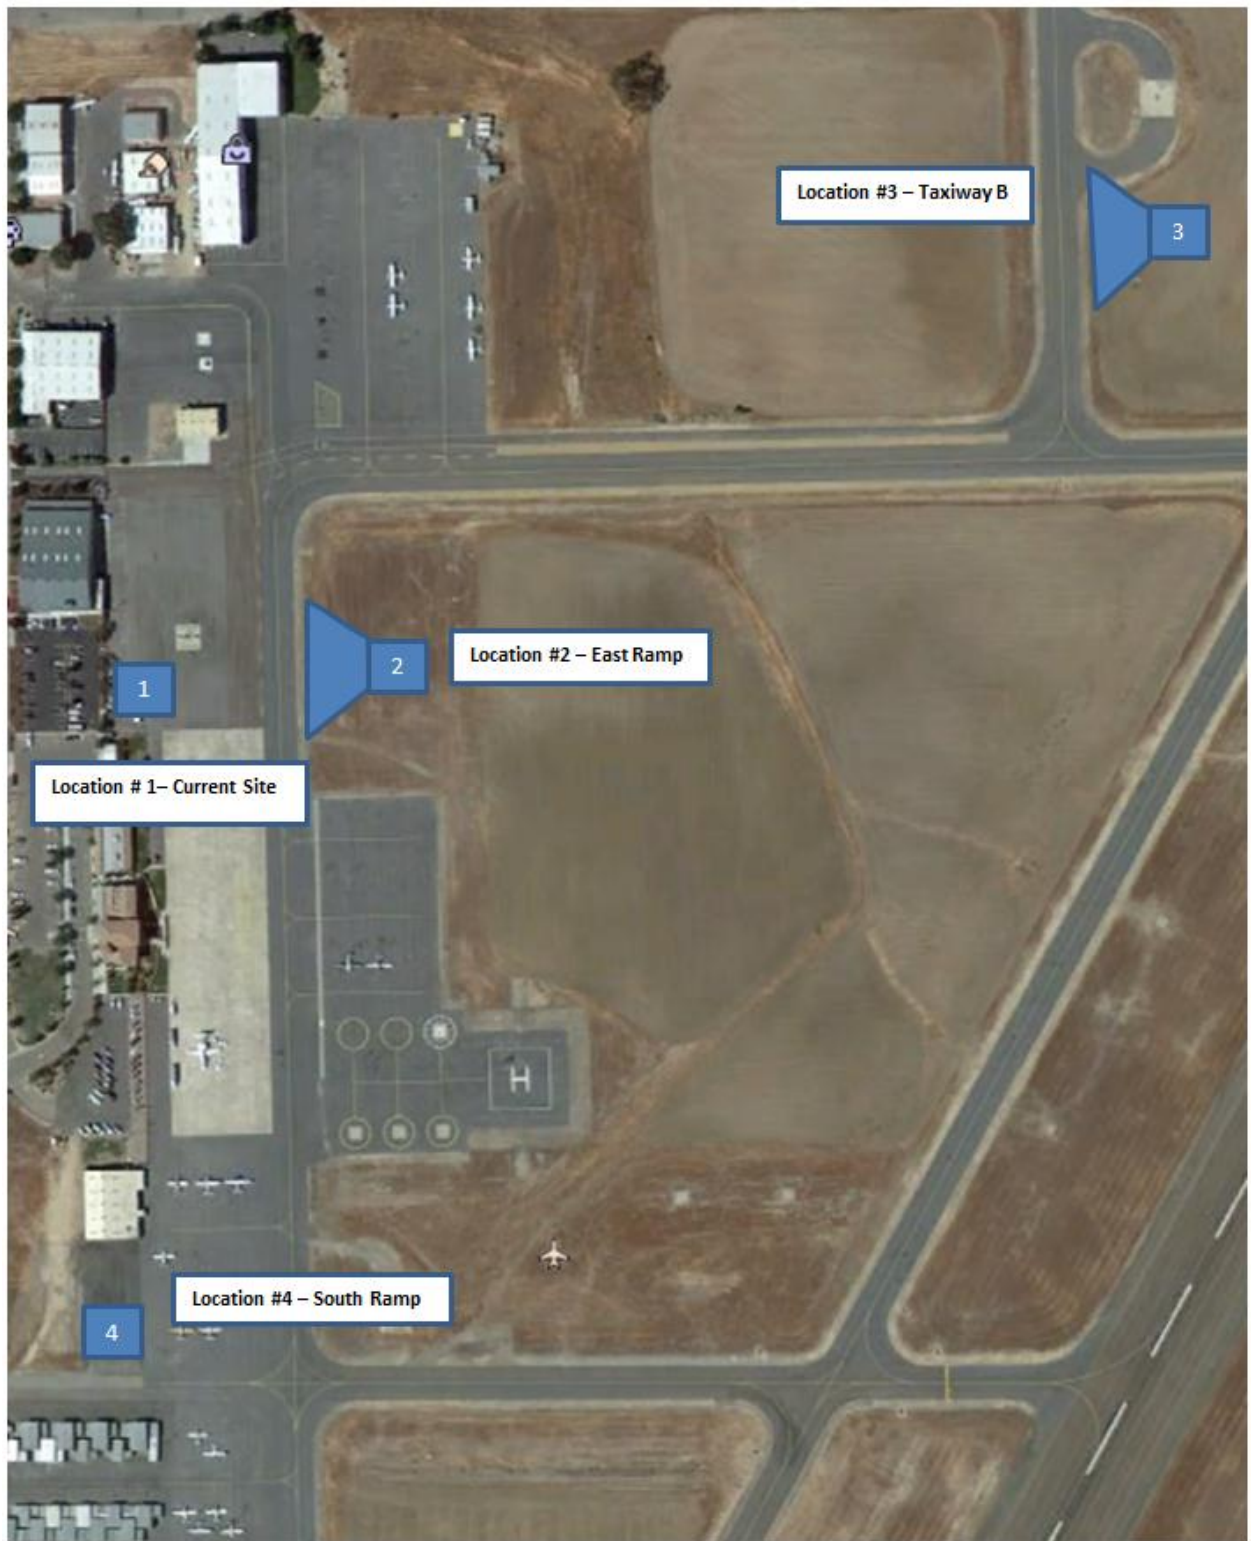 Location #3 – Taxiway B
3
2
Location #2 – East Ramp
1
Location # 1– Current Site
H
Location #4 – South Ramp
4